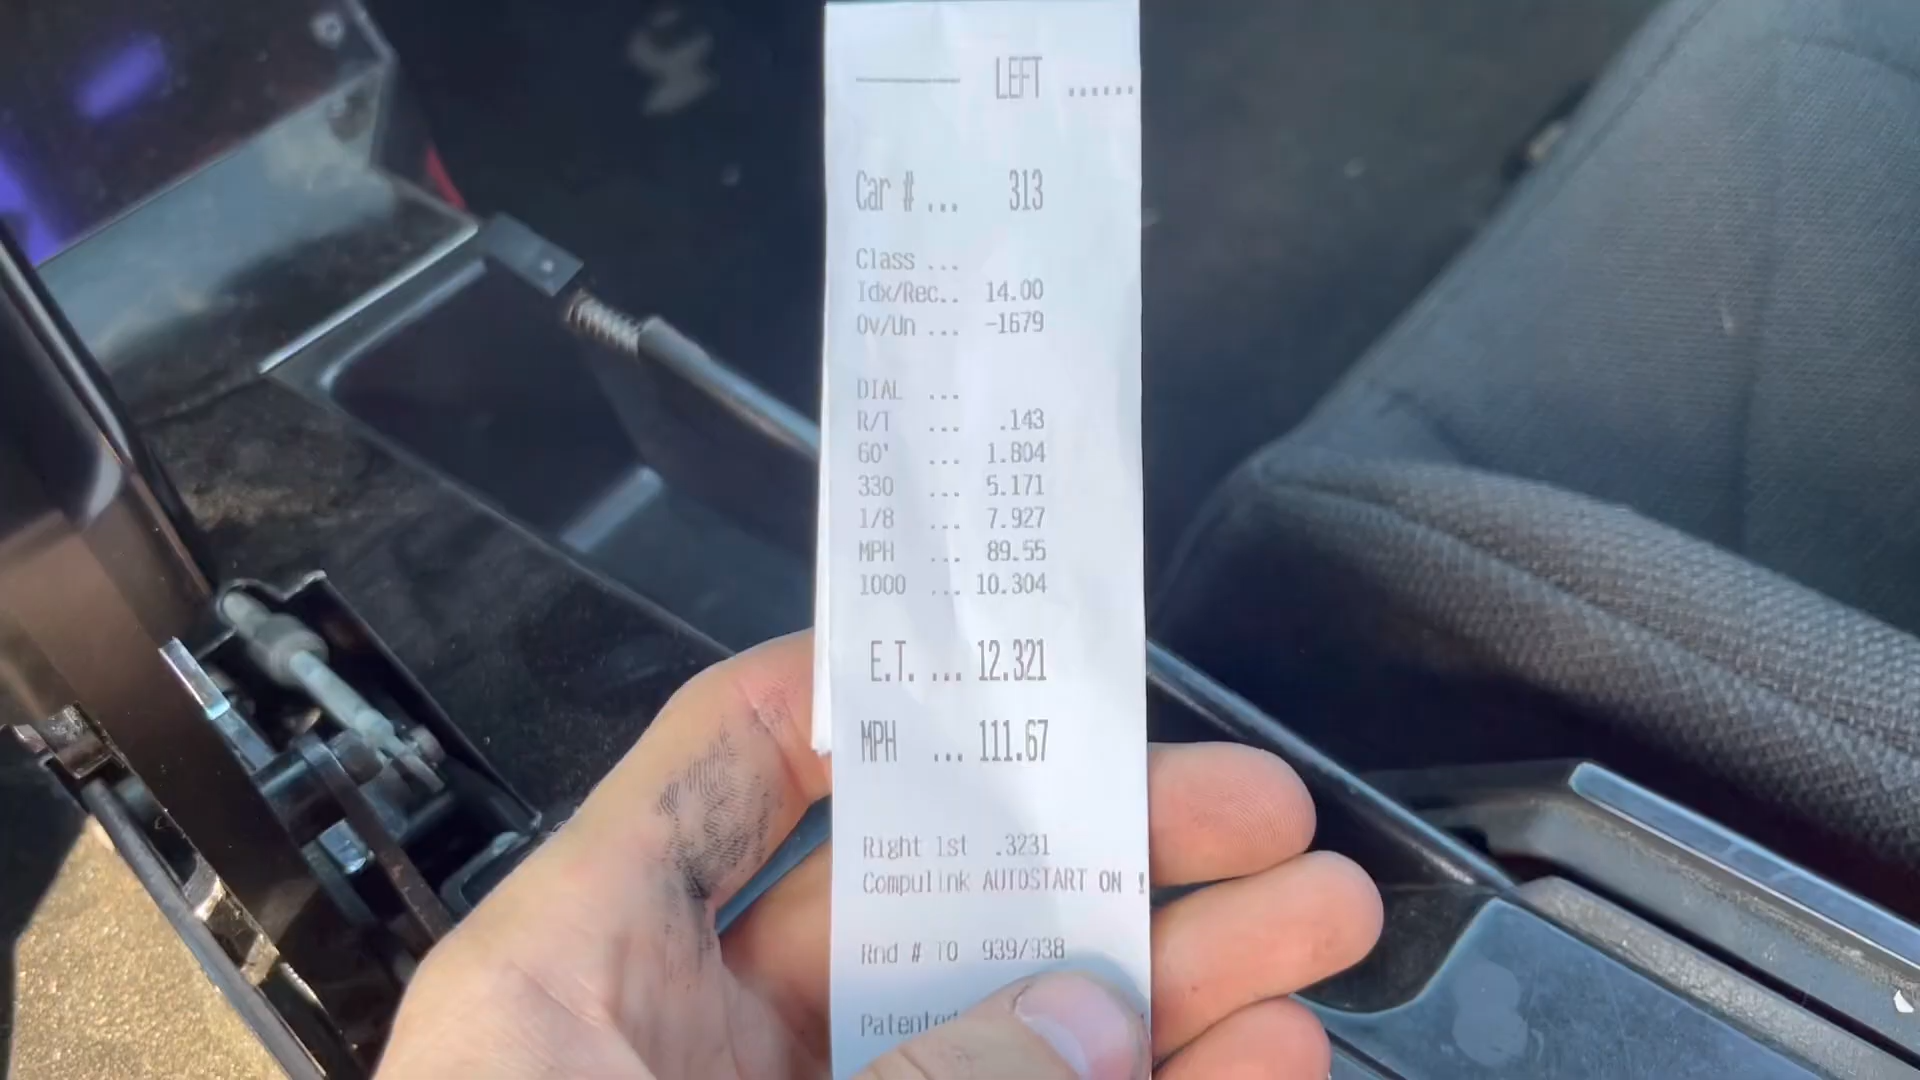 LEFT ......
Car # ... 313
Class ...
Idx/Rec.. 14.00
Ov/Un ... -1679
DIAL ...
R/T ... .143
60' ... 1.804
330 ... 5.171
1/8 ... 7.927
MPH ... 89.55
1000 ... 10.304
E.T. ... 12.321
MPH ... 111.67
Right 1st .3231
Compulink AUTOSTART ON !
Rnd # TO 939/938
Patented